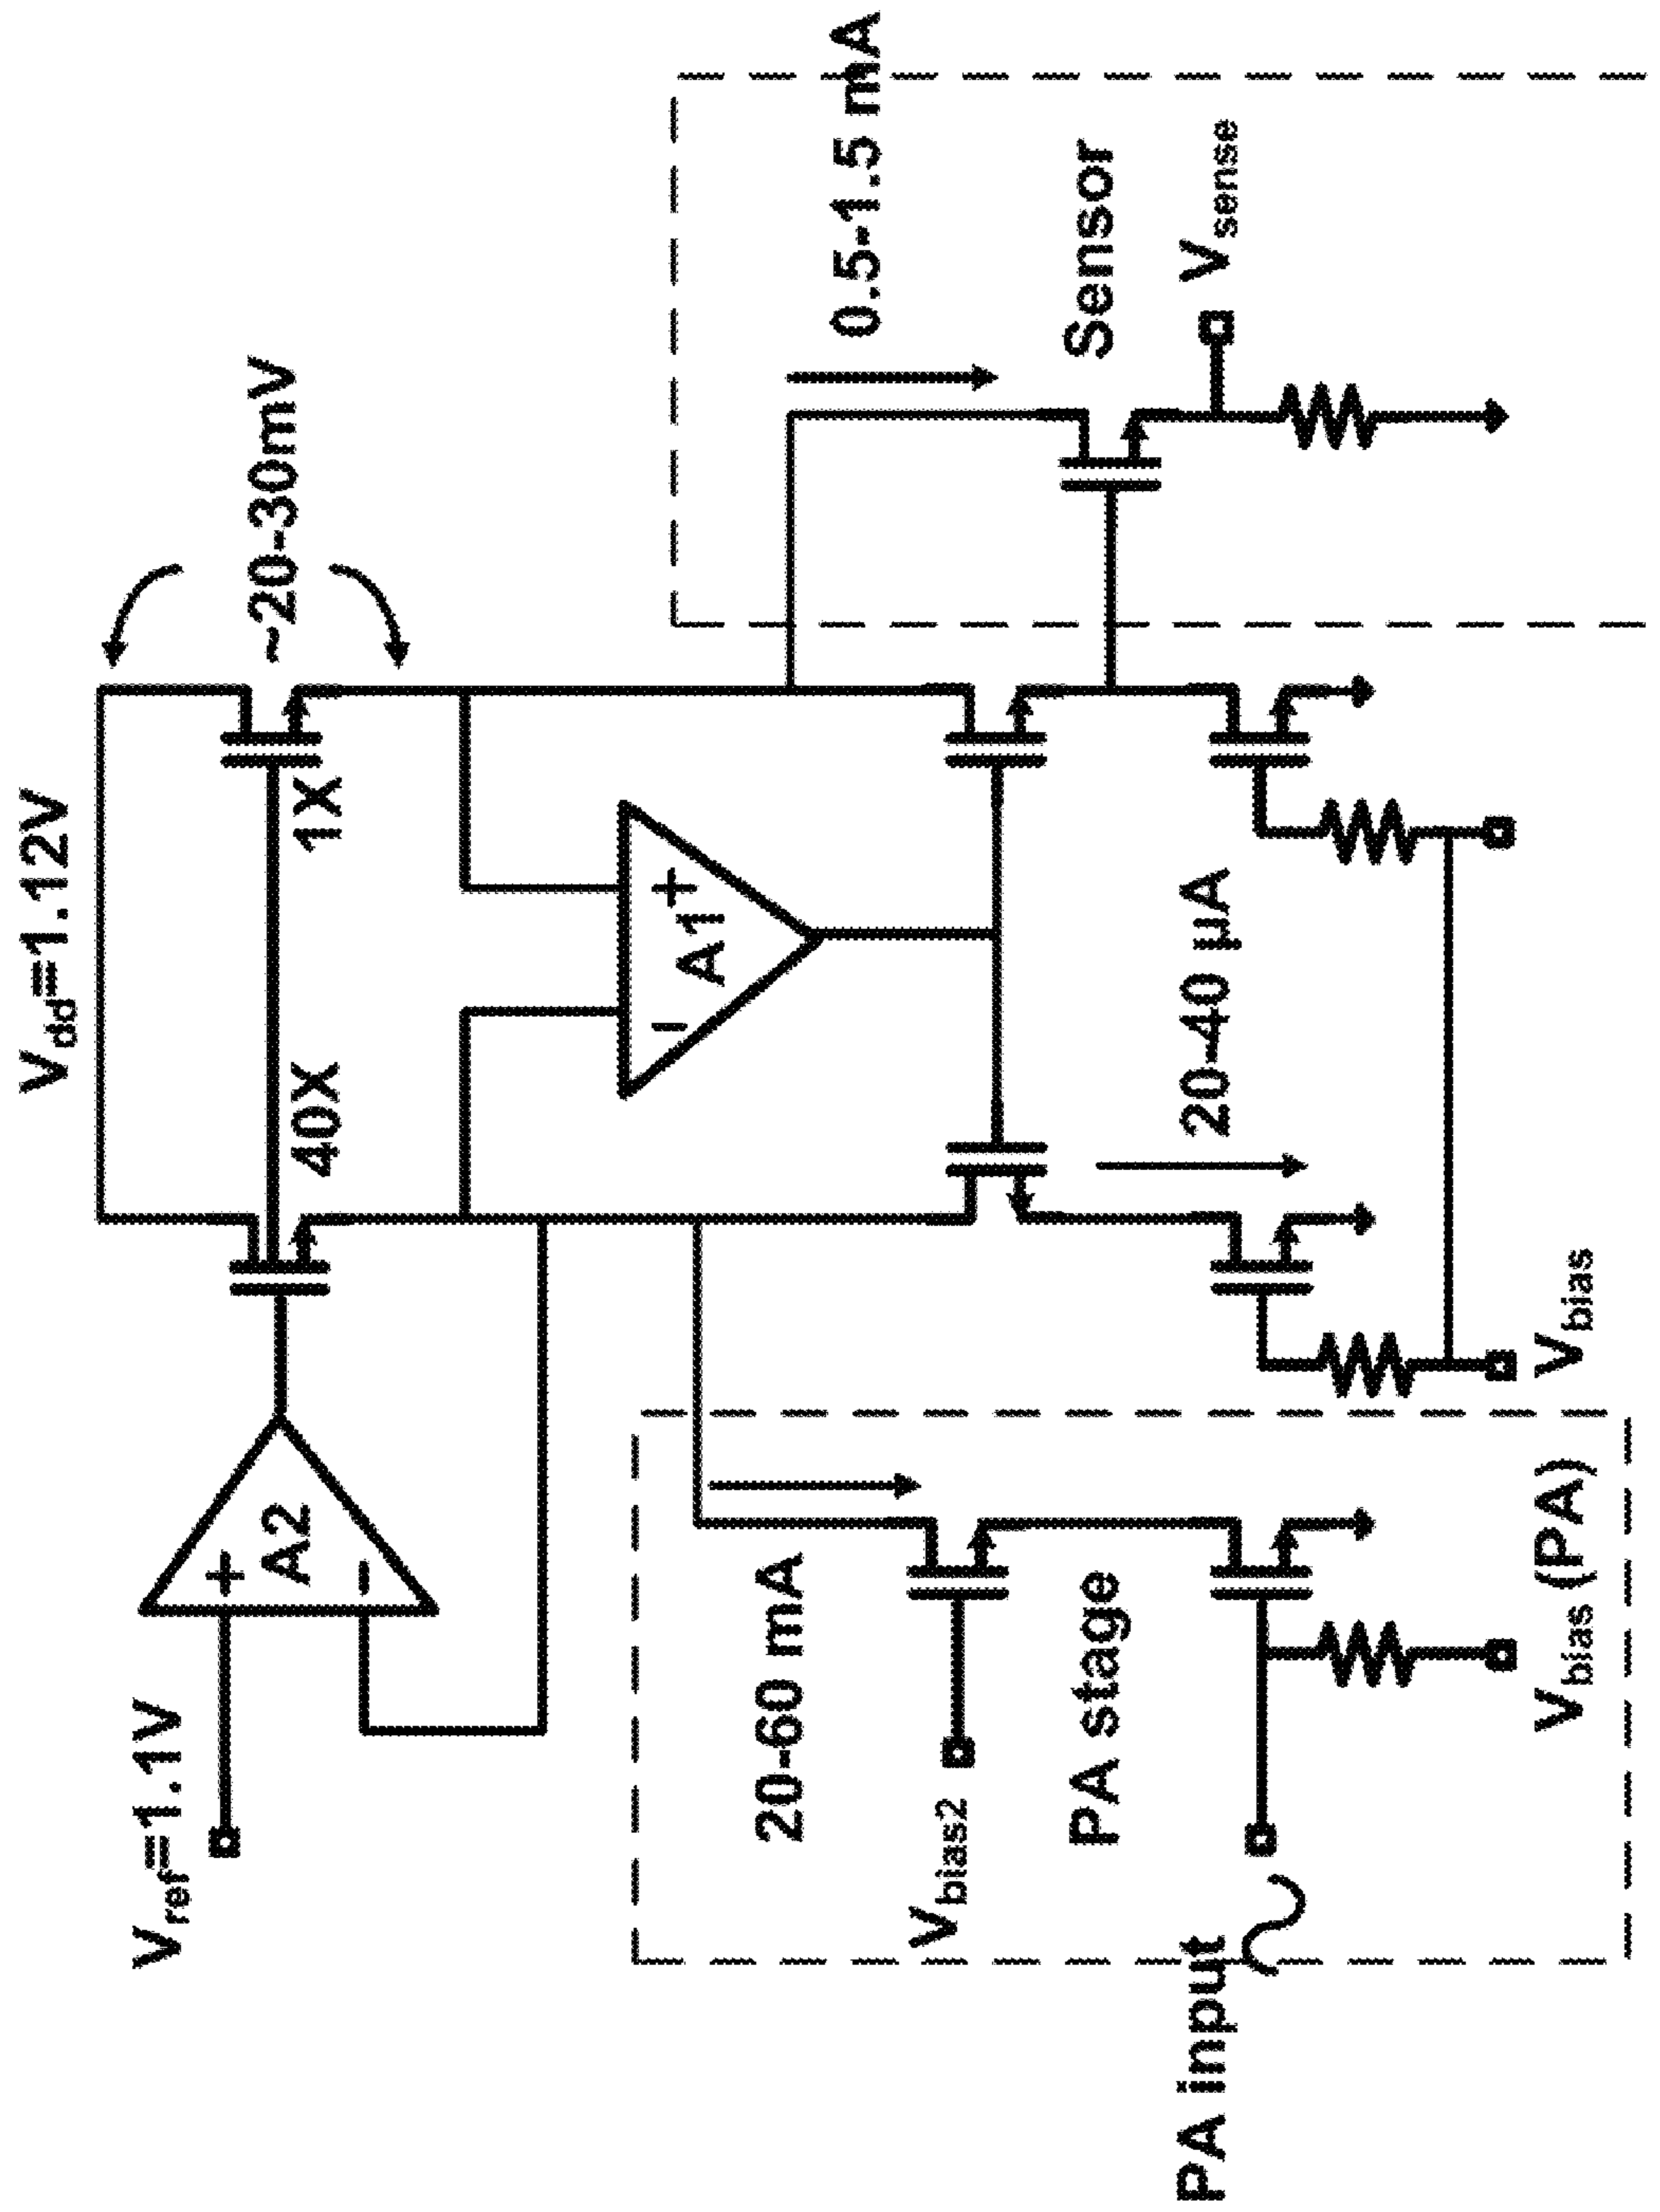 Vdd=1.12V
Vref=1.1V
A2
+
-
40X
1X
~20-30mV
A1
-
+
20-60 mA
0.5-1.5 mA
Vbias2
PA stage
Sensor
PA input
20-40 µA
Vsense
Vbias (PA)
Vbias